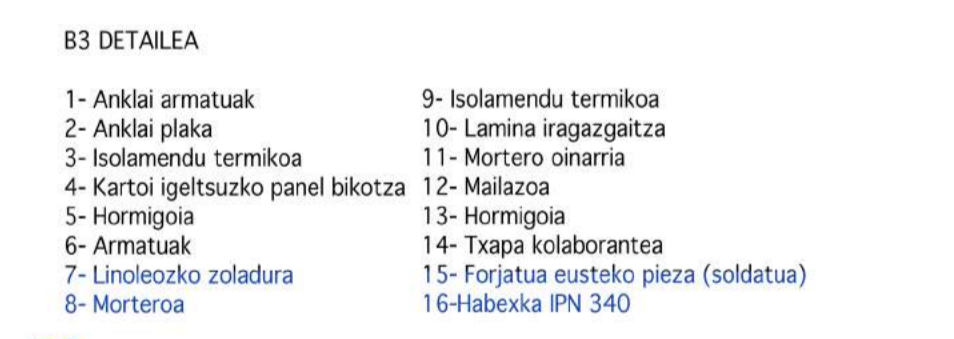 B3 DETAILEA
1- Anklai armatuak
2- Anklai plaka
3- Isolamendu termikoa
4- Kartoi igeltsuzko panel bikotza
5- Hormigoia
6- Armatuak
7- Linoleozko zoladura
8- Morteroa
9- Isolamendu termikoa
10- Lamina iragazgaitza
11- Mortero oinarria
12- Mailazoa
13- Hormigoia
14- Txapa kolaborantea
15- Forjatua eusteko pieza (soldatua)
16-Habexka IPN 340